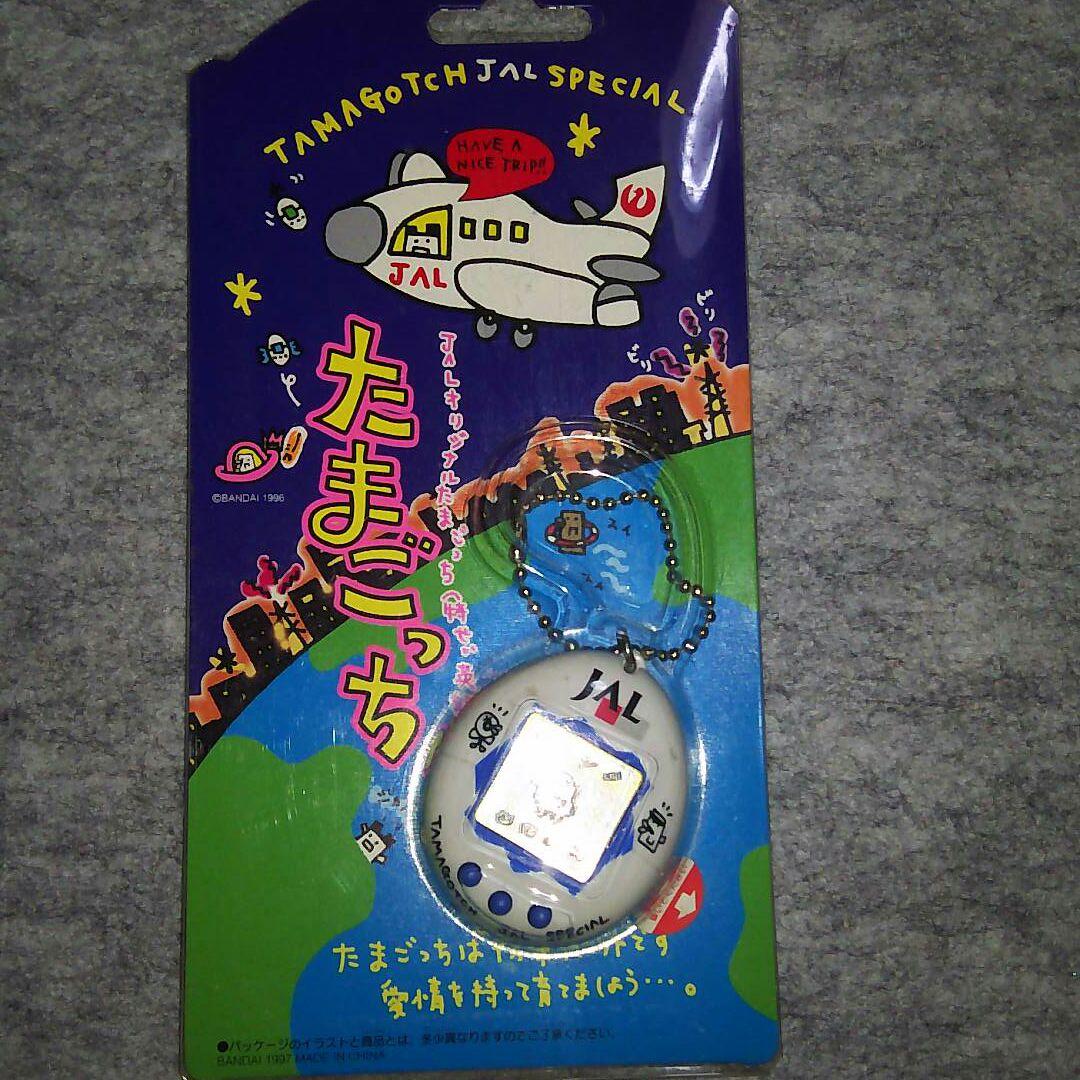 TAMAGOTCH JAL SPECIAL
HAVE A
NICE TRIP!!
JAL
たまごっち
JALオリジナルたまごっち
©BANDAI 1996
ビリ
JAL
TAMAGOTCH JAL SPECIAL
たまごっちは
です
愛情を持って育てましょう…。
●パッケージのイラストと商品とは、多少異なりますのでご了承ください。
BANDAI 1997 MADE IN CHINA